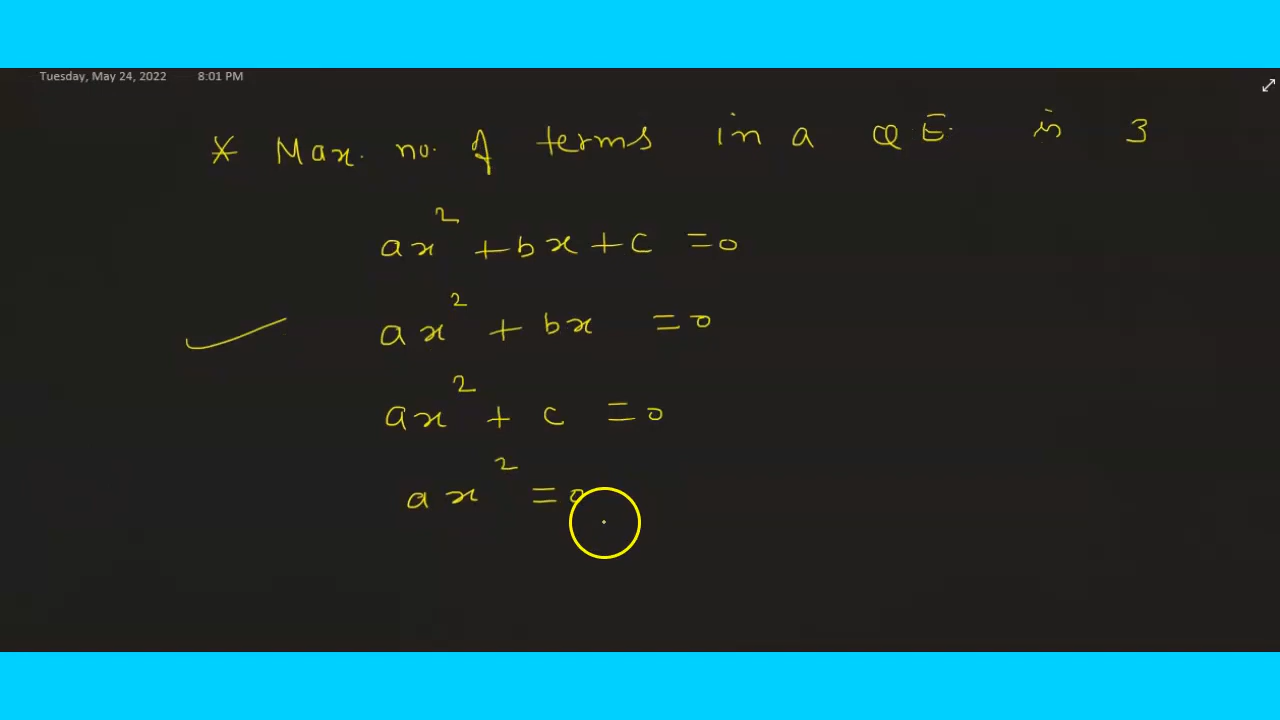 Tuesday, May 24, 2022 8:01 PM
* Max. no. of terms in a Q E. is 3
ax² + bx + c = 0
ax² + bx = 0
ax² + c = 0
ax² = 0